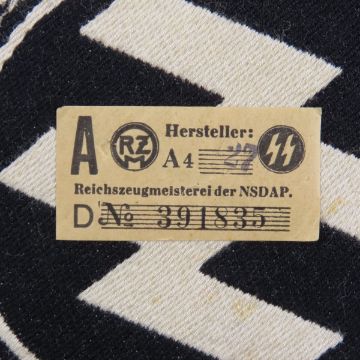 A RZM Hersteller:
A4 27
Reichszeugmeisterei der NSDAP.
D № 391835